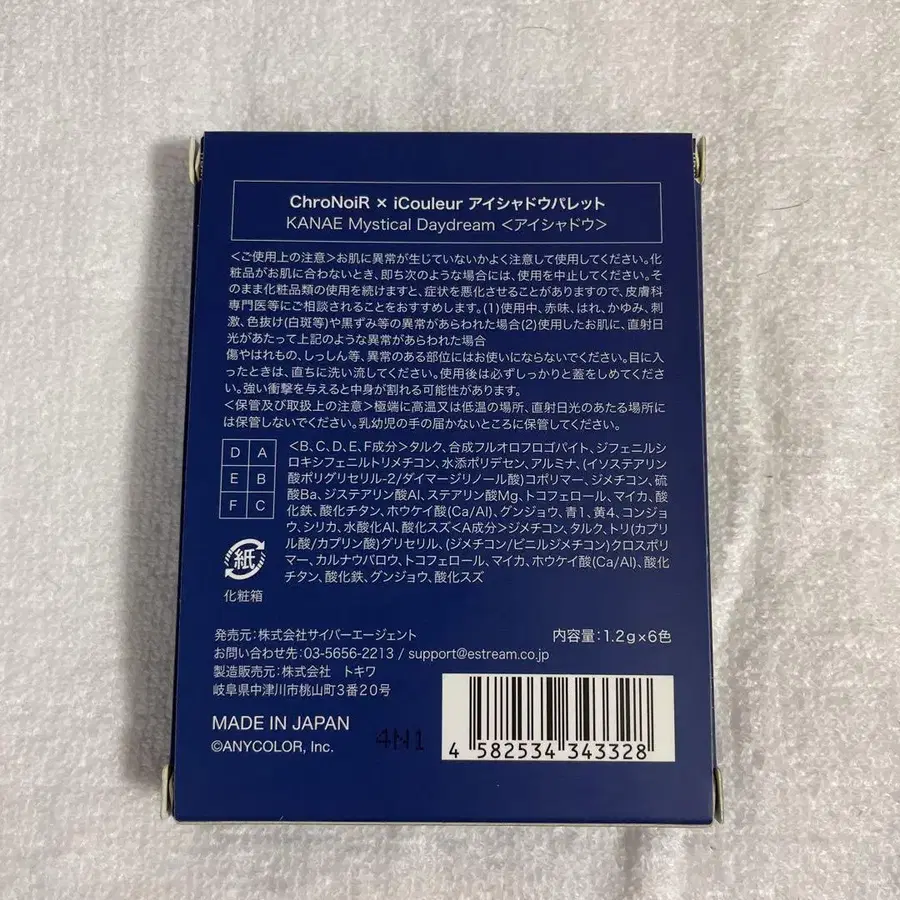 ChroNoiR × iCouleur アイシャドウパレット
KANAE Mystical Daydream <アイシャドウ>
<ご使用上の注意>お肌に異常が生じていないかよく注意して使用してください。化
粧品がお肌に合わないとき、即ち次のような場合には、使用を中止してください。そ
のまま化粧品類の使用を続けますと、症状を悪化させることがありますので、皮膚科
専門医等にご相談されることをおすすめします。(1)使用中、赤味、はれ、かゆみ、刺
激、色抜け(白斑等)や黒ずみ等の異常があらわれた場合(2)使用したお肌に、直射日
光があたって上記のような異常があらわれた場合
傷やはれもの、しっしん等、異常のある部位にはお使いにならないでください。目に入
ったときは、直ちに洗い流してください。使用後は必ずしっかりと蓋をしめてくださ
い。強い衝撃を与えると中身が割れる可能性があります。
<保管及び取扱上の注意>極端に高温又は低温の場所、直射日光のあたる場所に
は保管しないでください。乳幼児の手の届かないところに保管してください。
D A
E B
F C
<B、C、D、E、F成分>タルク、合成フルオロフロゴパイト、ジフェニルシ
ロキシフェニルトリメチコン、水添ポリデセン、アルミナ、(イソステアリン
酸ポリグリセリル-2/ダイマージリノール酸)コポリマー、ジメチコン、硫
酸Ba、ジステアリン酸Al、ステアリン酸Mg、トコフェロール、マイカ、酸
化鉄、酸化チタン、ホウケイ酸(Ca/Al)、グンジョウ、青1、黄4、コンジョ
ウ、シリカ、水酸化Al、酸化スズ<A成分>ジメチコン、タルク、トリ(カプリ
ル酸/カプリン酸)グリセリル、(ジメチコン/ビニルジメチコン)クロスポリ
マー、カルナウバロウ、トコフェロール、マイカ、ホウケイ酸(Ca/Al)、酸化
チタン、酸化鉄、グンジョウ、酸化スズ
紙
化粧箱
発売元:株式会社サイバーエージェント
内容量:1.2g×6色
お問い合わせ先:03-5656-2213 / support@estream.co.jp
製造販売元:株式会社 トキワ
岐阜県中津川市桃山町3番20号
MADE IN JAPAN
©ANYCOLOR, Inc.
4N1
4 582534 343328